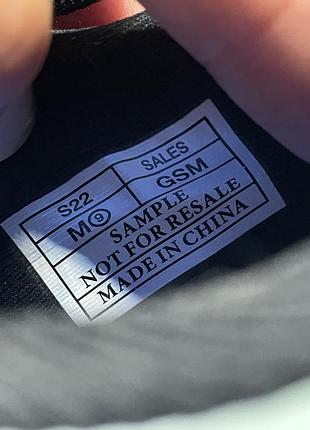 S22 SALES
M⑨ GSM
SAMPLE
NOT FOR RESALE
MADE IN CHINA